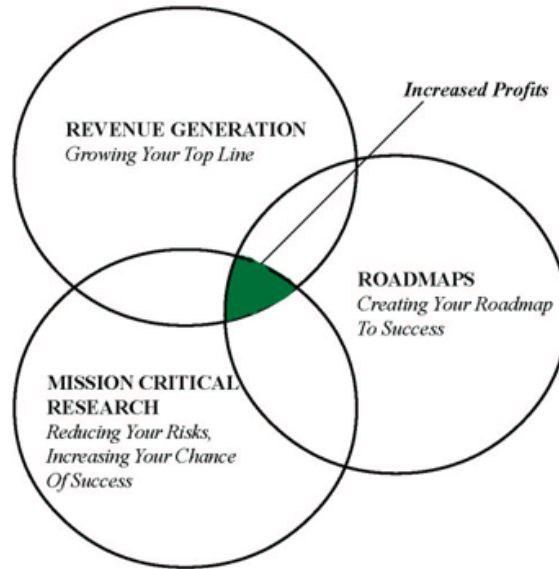 Increased Profits
REVENUE GENERATION
Growing Your Top Line
ROADMAPS
Creating Your Roadmap
To Success
MISSION CRITICAL
RESEARCH
Reducing Your Risks,
Increasing Your Chance
Of Success